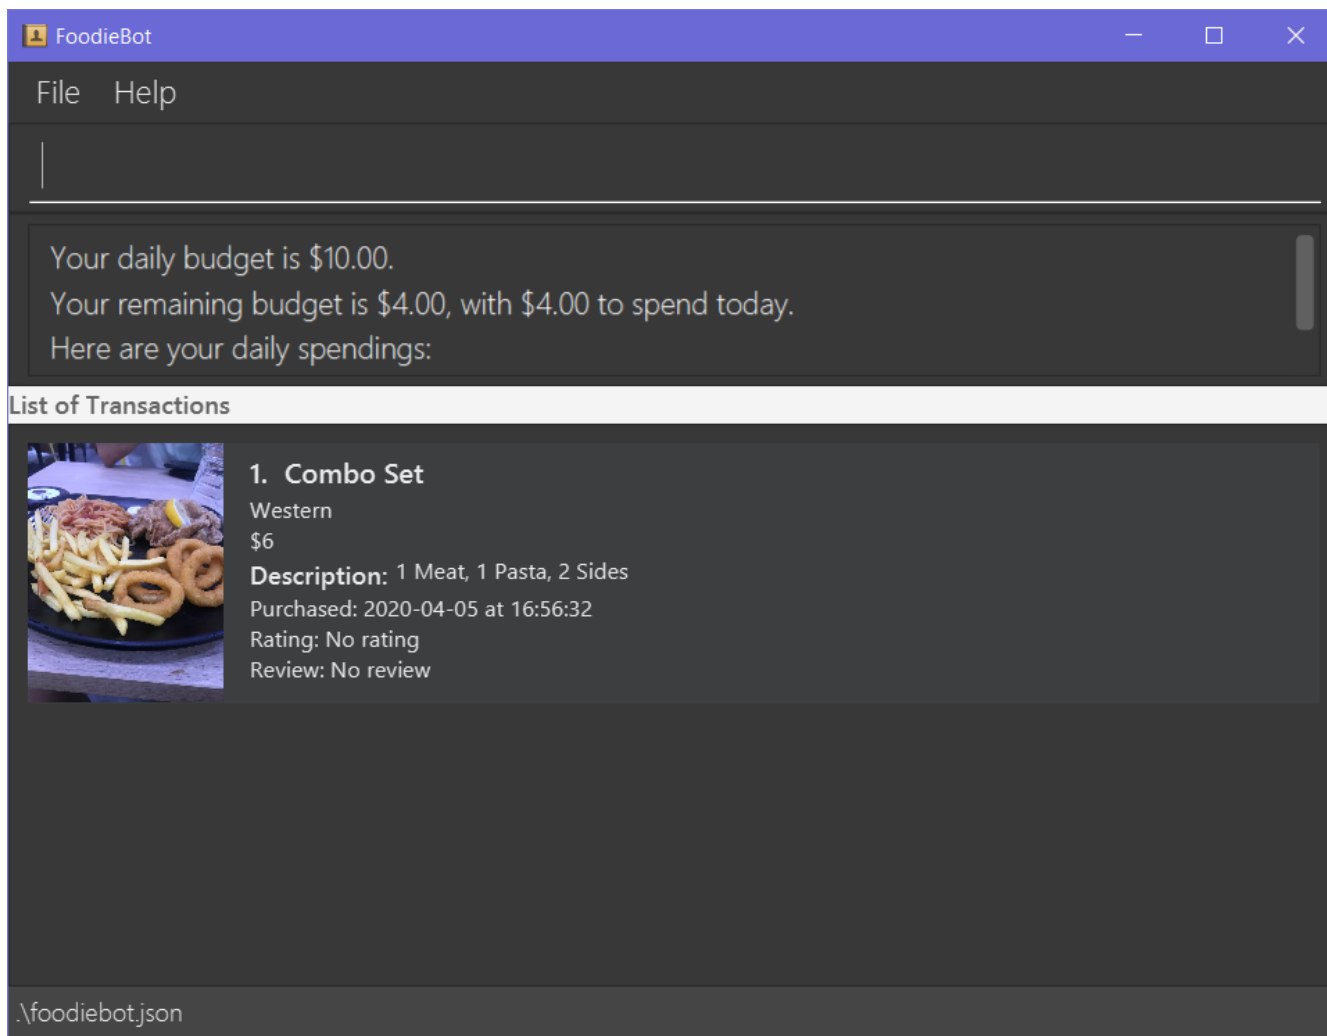 FoodieBot
File Help
Your daily budget is $10.00.
Your remaining budget is $4.00, with $4.00 to spend today.
Here are your daily spendings:
List of Transactions
1. Combo Set
Western
$6
Description: 1 Meat, 1 Pasta, 2 Sides
Purchased: 2020-04-05 at 16:56:32
Rating: No rating
Review: No review
.\foodiebot.json